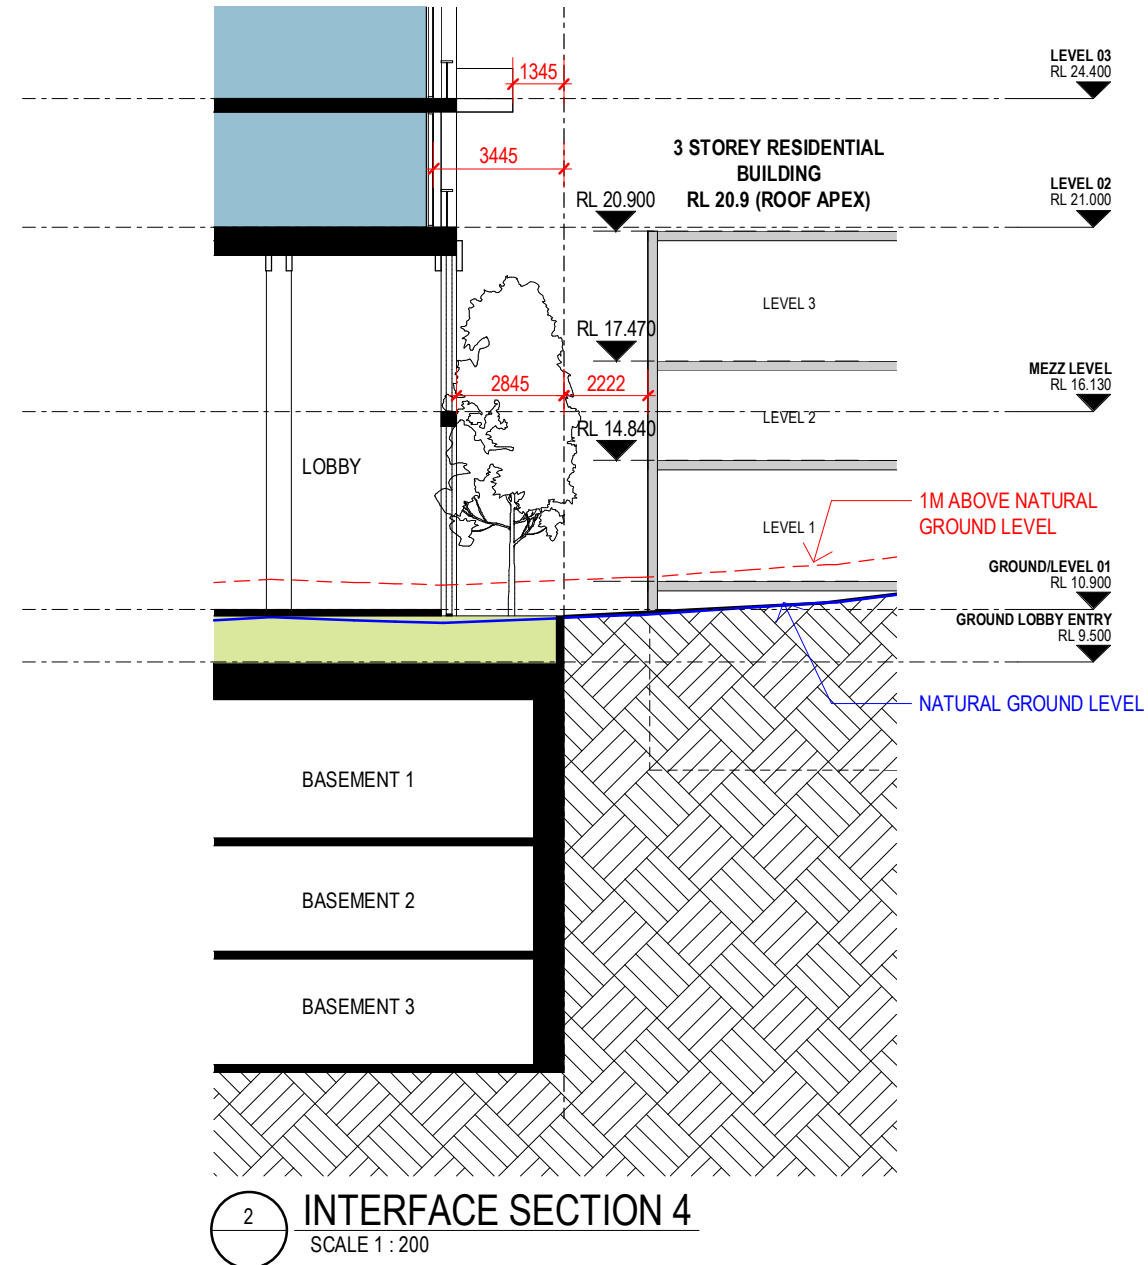 1345
LEVEL 03
RL 24.400
3445
3 STOREY RESIDENTIAL
BUILDING
RL 20.9 (ROOF APEX)
RL 20.900
LEVEL 02
RL 21.000
LEVEL 3
RL 17.470
2845
2222
MEZZ LEVEL
RL 16.130
RL 14.840
LEVEL 2
LOBBY
LEVEL 1
1M ABOVE NATURAL
GROUND LEVEL
GROUND/LEVEL 01
RL 10.900
GROUND LOBBY ENTRY
RL 9.500
NATURAL GROUND LEVEL
BASEMENT 1
BASEMENT 2
BASEMENT 3
2
INTERFACE SECTION 4
SCALE 1 : 200